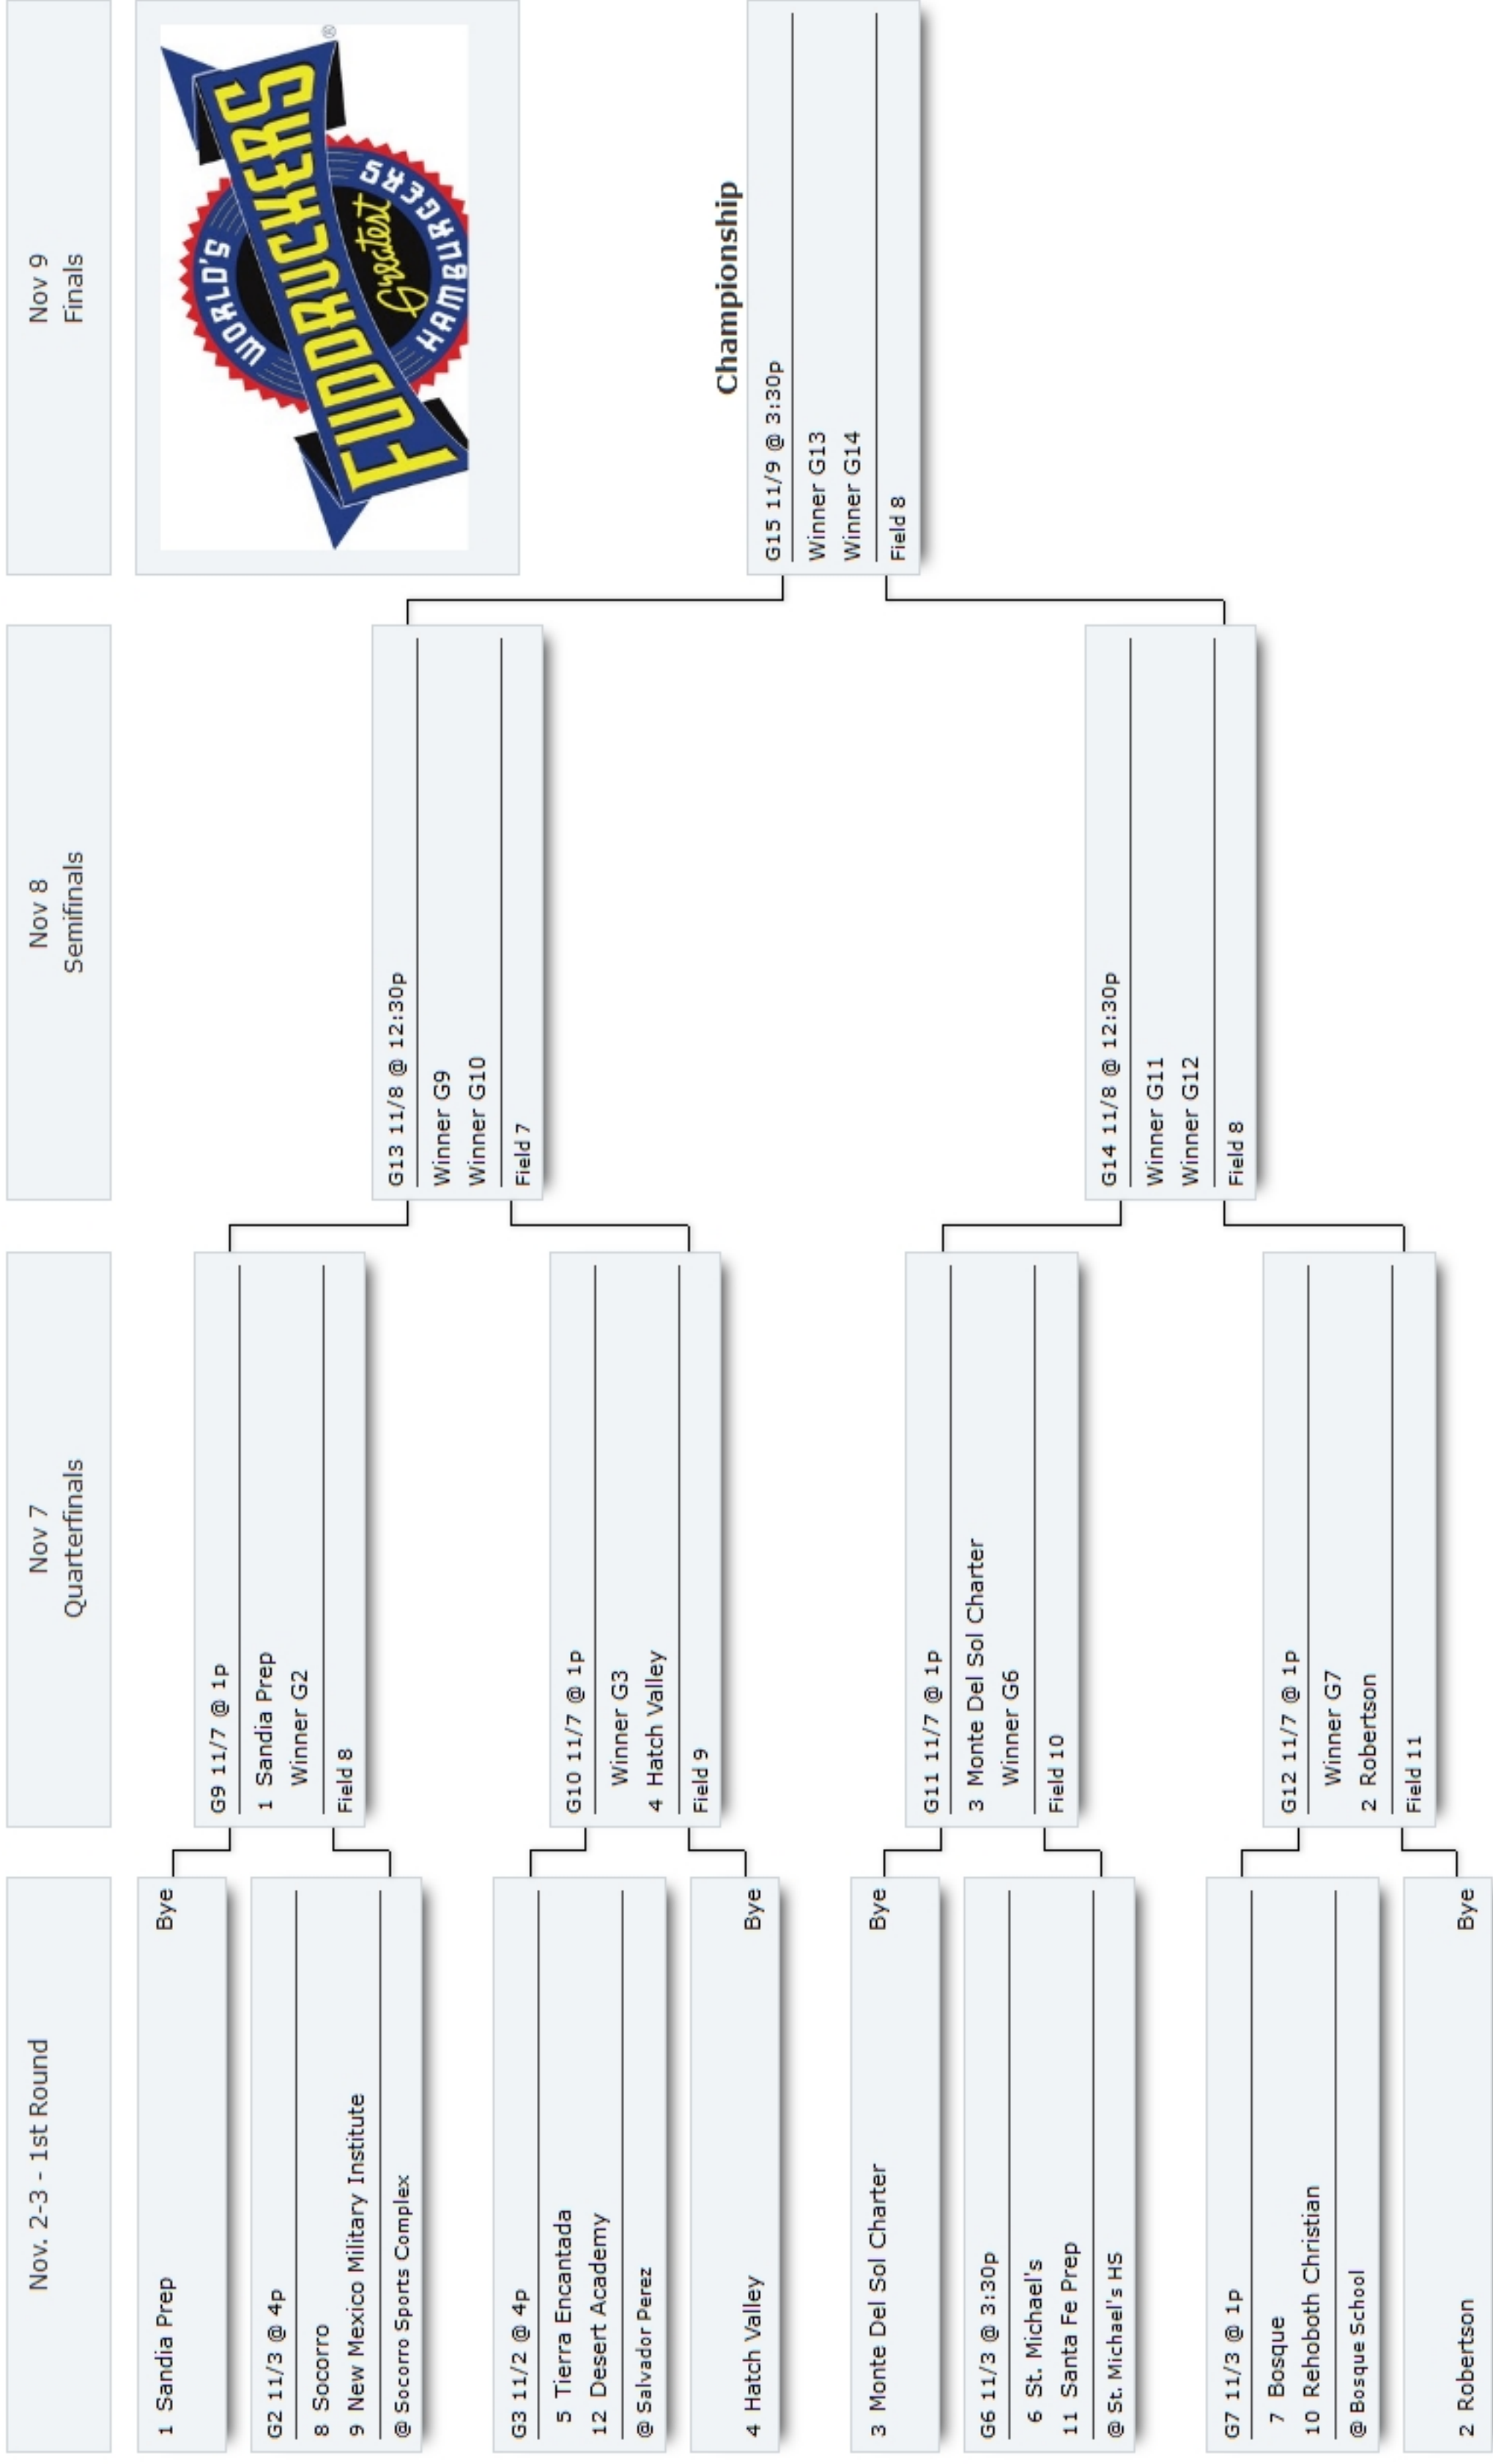 Nov. 2-3 - 1st Round
Nov 7
Quarterfinals
Nov 8
Semifinals
Nov 9
Finals
1 Sandia Prep Bye
G2 11/3 @ 4p
8 Socorro
9 New Mexico Military Institute
@ Socorro Sports Complex
G3 11/2 @ 4p
5 Tierra Encantada
12 Desert Academy
@ Salvador Perez
4 Hatch Valley Bye
3 Monte Del Sol Charter Bye
G6 11/3 @ 3:30p
6 St. Michael's
11 Santa Fe Prep
@ St. Michael's HS
G7 11/3 @ 1p
7 Bosque
10 Rehoboth Christian
@ Bosque School
2 Robertson Bye
G9 11/7 @ 1p
1 Sandia Prep
Winner G2
Field 8
G10 11/7 @ 1p
Winner G3
4 Hatch Valley
Field 9
G11 11/7 @ 1p
3 Monte Del Sol Charter
Winner G6
Field 10
G12 11/7 @ 1p
Winner G7
2 Robertson
Field 11
G13 11/8 @ 12:30p
Winner G9
Winner G10
Field 7
G14 11/8 @ 12:30p
Winner G11
Winner G12
Field 8
WORLD'S
FUDDRUCKERS ®
Greatest
HAMBURGERS
Championship
G15 11/9 @ 3:30p
Winner G13
Winner G14
Field 8